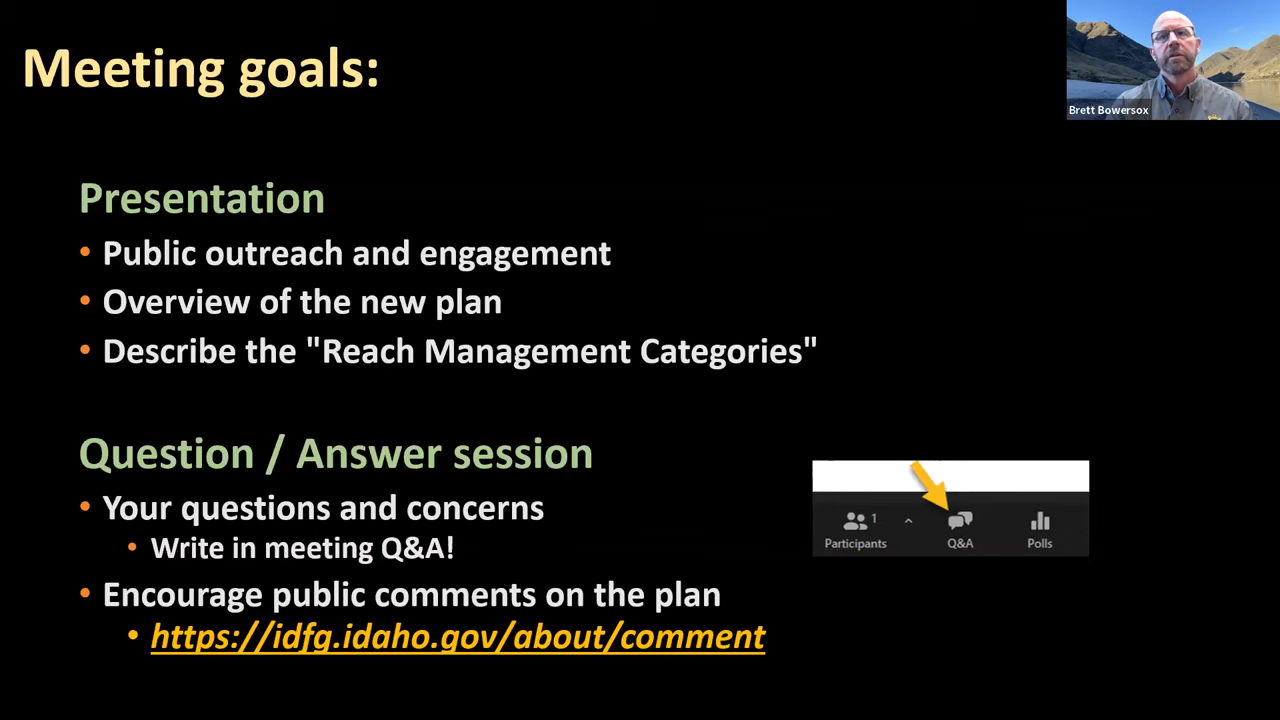 Meeting goals:
Brett Bowersox
Presentation
• Public outreach and engagement
• Overview of the new plan
• Describe the "Reach Management Categories"
Question / Answer session
• Your questions and concerns
• Write in meeting Q&A!
• Encourage public comments on the plan
• https://idfg.idaho.gov/about/comment
1
Participants
Q&A
Polls